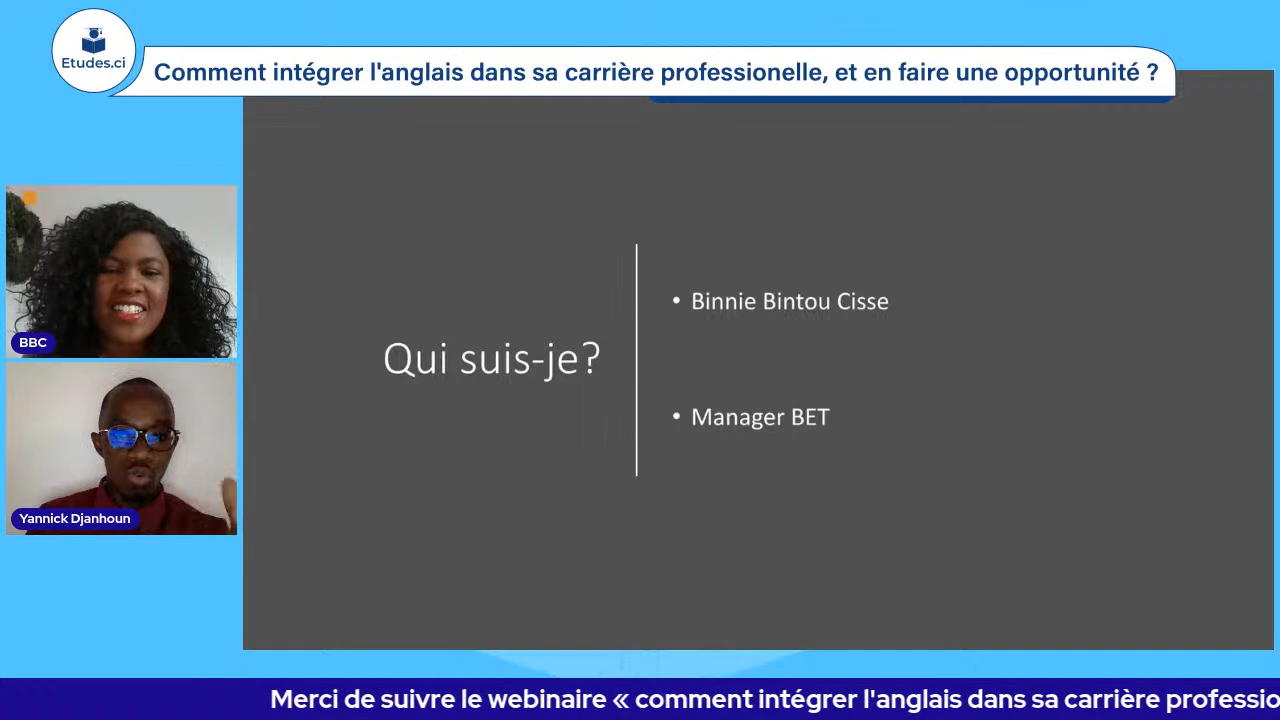 Etudes.ci
Comment intégrer l'anglais dans sa carrière professionelle, et en faire une opportunité ?
BBC
Yannick Djanhoun
Qui suis-je?
• Binnie Bintou Cisse
• Manager BET
Merci de suivre le webinaire « comment intégrer l'anglais dans sa carrière professio